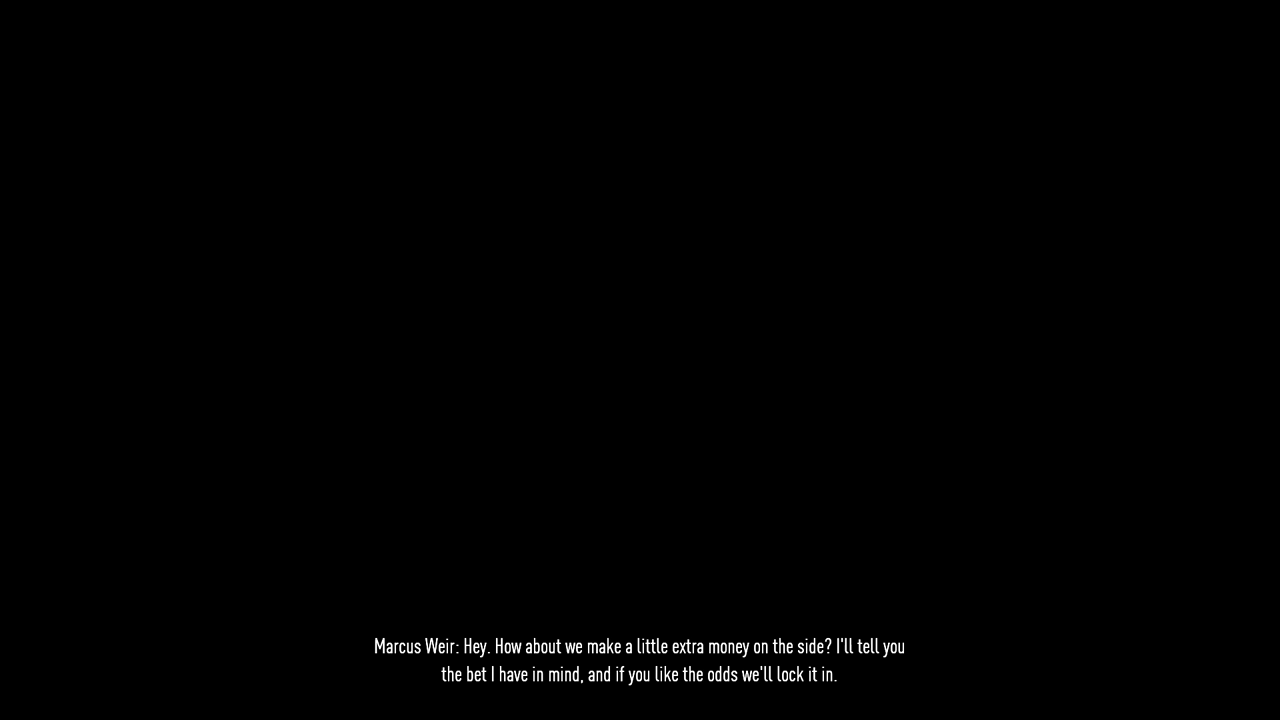 Marcus Weir: Hey. How about we make a little extra money on the side? I'll tell you
the bet I have in mind, and if you like the odds we'll lock it in.